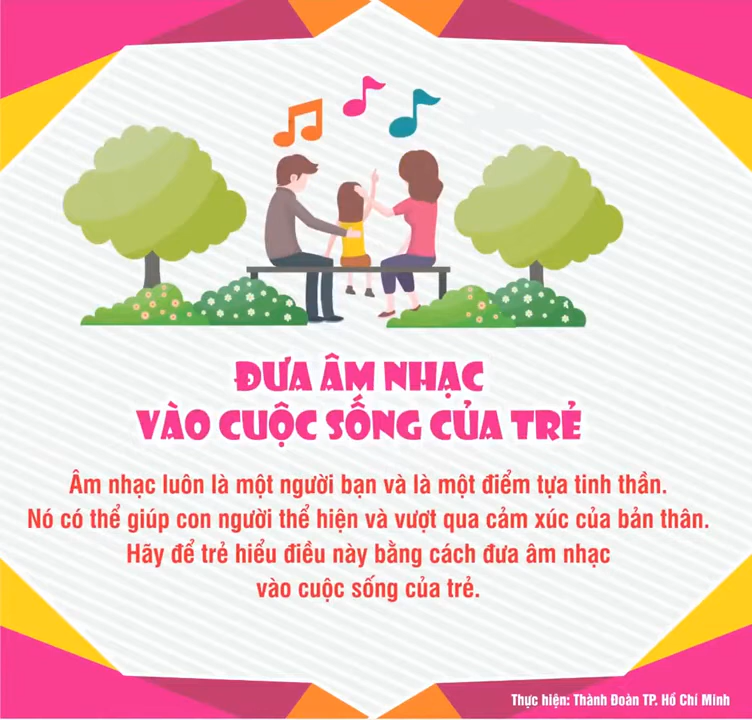 ĐƯA ÂM NHẠC
VÀO CUỘC SỐNG CỦA TRẺ
Âm nhạc luôn là một người bạn và là một điểm tựa tinh thần.
Nó có thể giúp con người thể hiện và vượt qua cảm xúc của bản thân.
Hãy để trẻ hiểu điều này bằng cách đưa âm nhạc
vào cuộc sống của trẻ.
Thực hiện: Thành Đoàn TP. Hồ Chí Minh